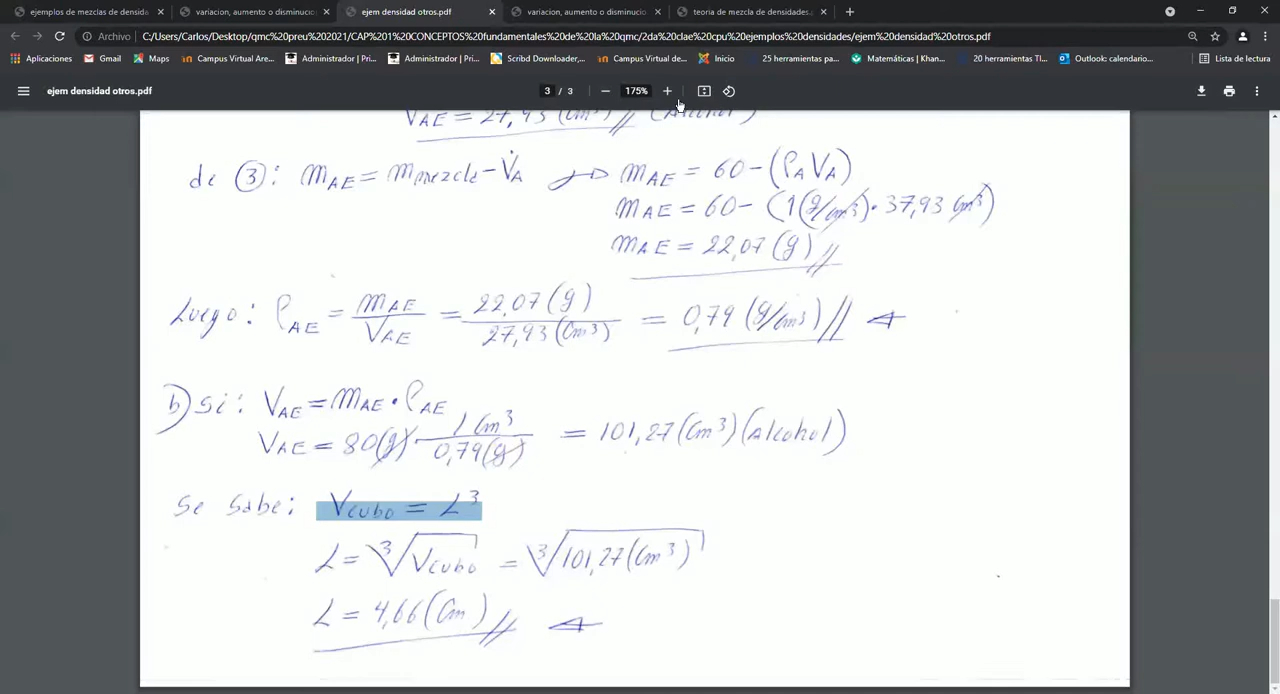 ejemplos de mezclas de densida
variacion, aumento o disminucio
ejem densidad otros.pdf
variacion, aumento o disminucio
teoria de mezcla de densidades.
Archivo
C:/Users/Carlos/Desktop/qmc%20preu%202021/CAP%201%20CONCEPTOS%20fundamentales%20de%20la%20qmc/2da%20clae%20cpu%20ejemplos%20densidades/ejem%20densidad%20otros.pdf
Aplicaciones
Gmail
Maps
Campus Virtual Are...
Administrador | Pri...
Administrador | Pri...
Scribd Downloader,...
Campus Virtual de...
Inicio
25 herramientas pa...
Matemáticas | Khan...
20 herramientas TI...
Outlook: calendario...
Lista de lectura
ejem densidad otros.pdf
3 / 3
175%
V_AE = 27,93 (cm³)// (Alcohol)
de ③: m_AE = m_mezcla - V_A ⟹ m_AE = 60 - (ρ_A V_A)
m_AE = 60 - (1(g/cm³) · 37,93 cm³)
m_AE = 22,07 (g)//
Luego: ρ_AE = m_AE / V_AE = 22,07 (g) / 27,93 (cm³) = 0,79 (g/cm³)//
b) Si: V_AE = m_AE · ρ_AE
V_AE = 80(g) · 1 cm³ / 0,79(g) = 101,27 (cm³) (Alcohol)
Se sabe: V_cubo = L³
L = ³√V_cubo = ³√101,27(cm³)
L = 4,66 (cm)//